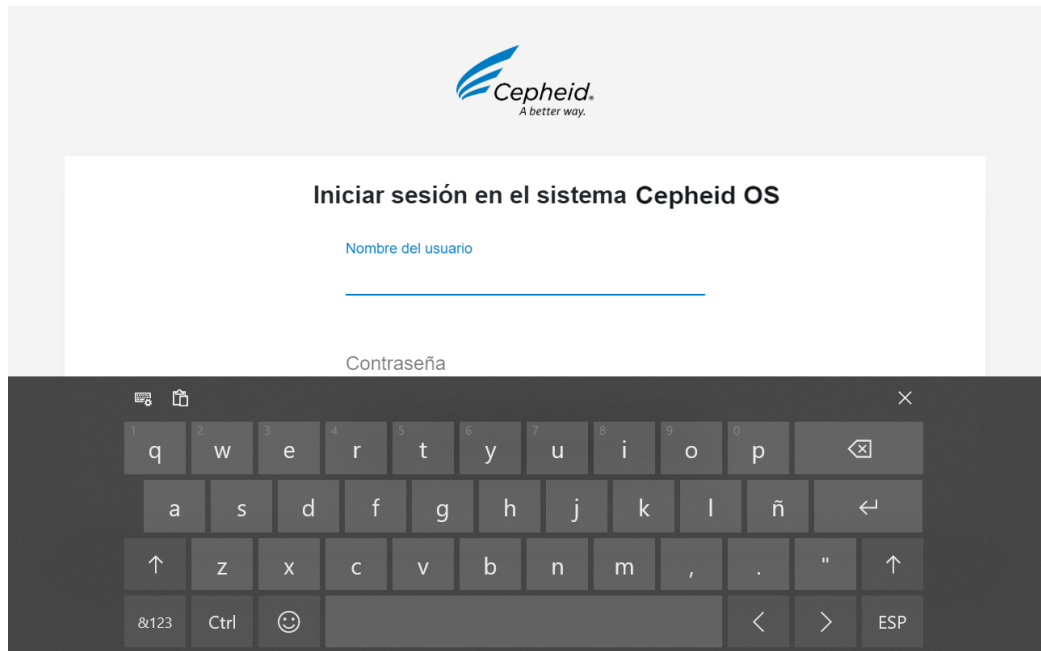 Cepheid®
A better way.
Iniciar sesión en el sistema Cepheid OS
Nombre del usuario
Contraseña
1 q 2 w 3 e 4 r 5 t 6 y 7 u 8 i 9 o 0 p
a s d f g h j k l ñ
z x c v b n m , . "
&123 Ctrl < > ESP